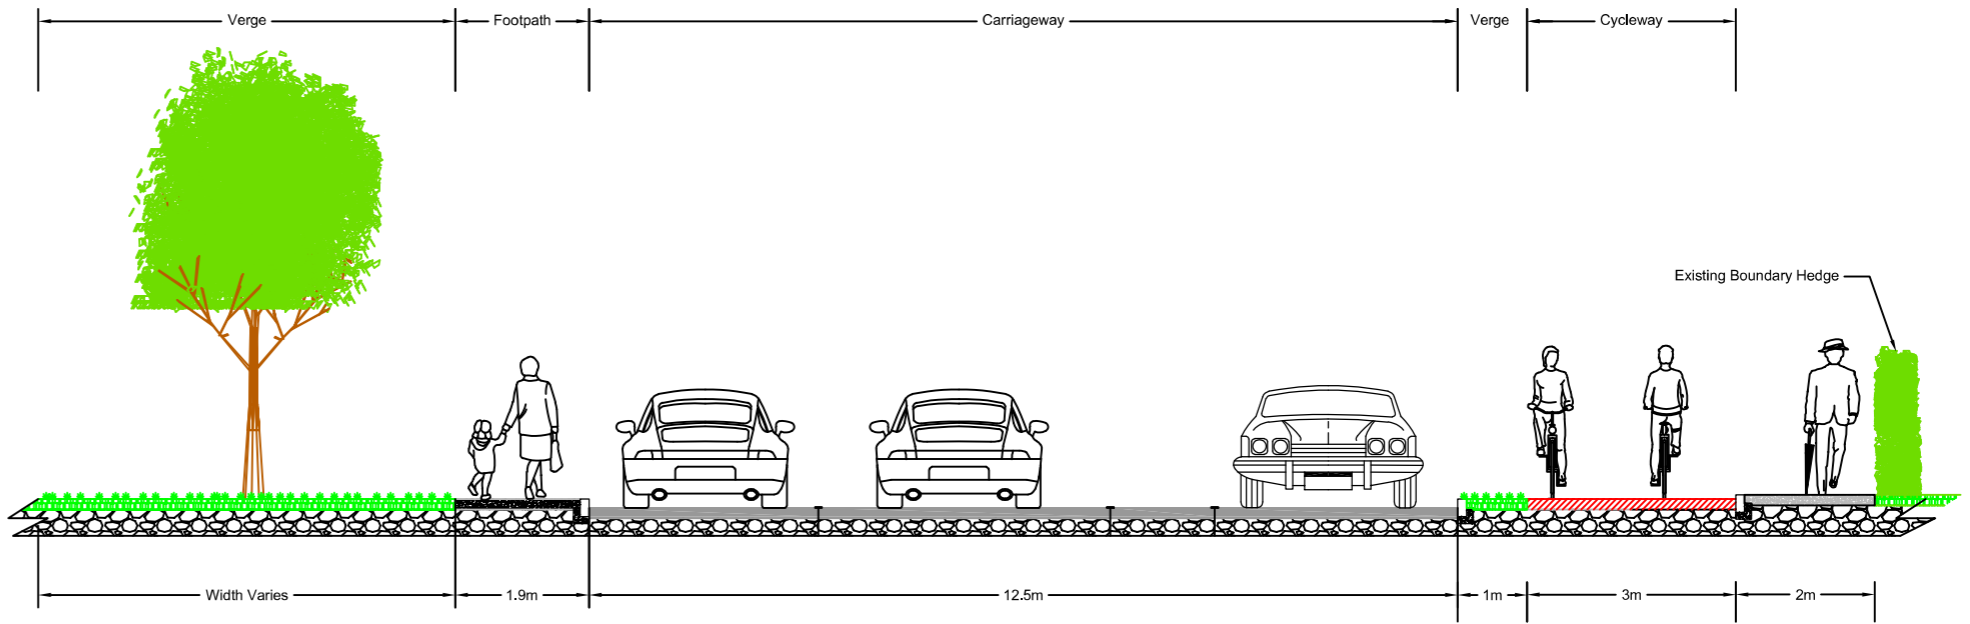 Verge
Footpath
Carriageway
Verge
Cycleway
Existing Boundary Hedge
Width Varies
1.9m
12.5m
1m
3m
2m